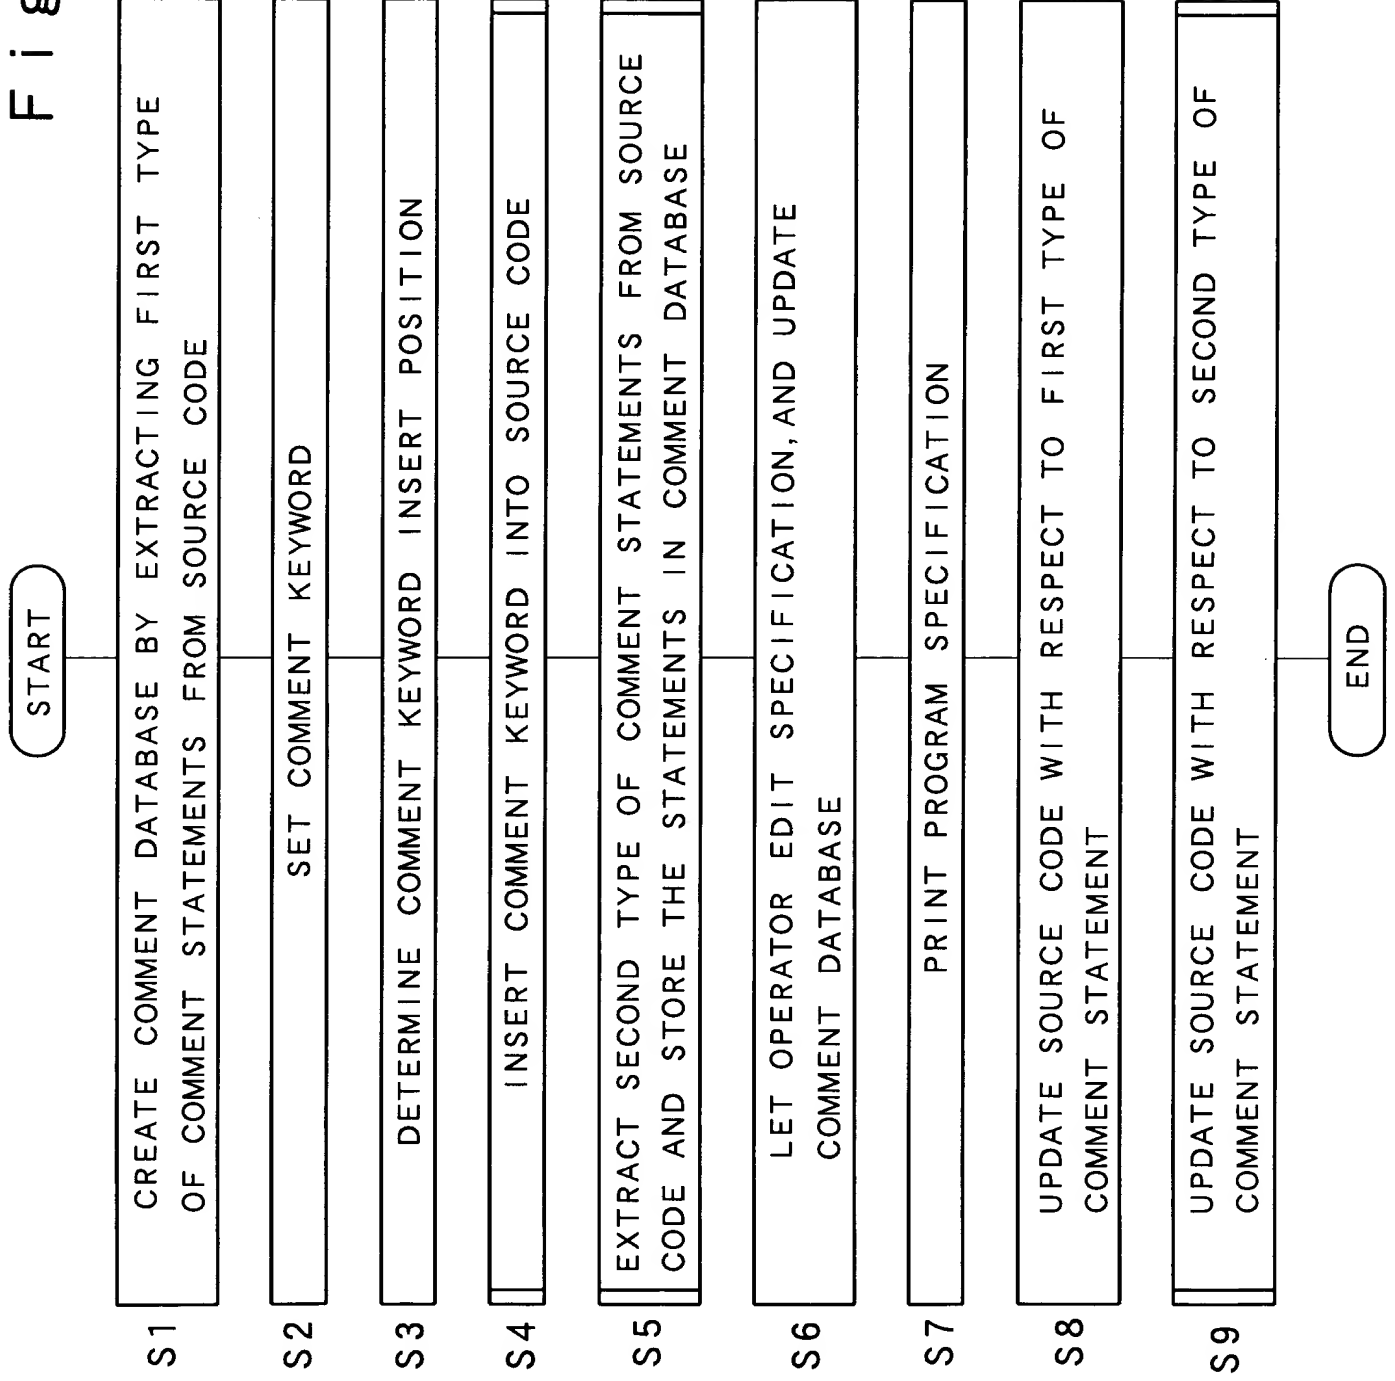 Fig
START
S1
CREATE COMMENT DATABASE BY EXTRACTING FIRST TYPE
OF COMMENT STATEMENTS FROM SOURCE CODE
S2
SET COMMENT KEYWORD
S3
DETERMINE COMMENT KEYWORD INSERT POSITION
S4
INSERT COMMENT KEYWORD INTO SOURCE CODE
S5
EXTRACT SECOND TYPE OF COMMENT STATEMENTS FROM SOURCE
CODE AND STORE THE STATEMENTS IN COMMENT DATABASE
S6
LET OPERATOR EDIT SPECIFICATION, AND UPDATE
COMMENT DATABASE
S7
PRINT PROGRAM SPECIFICATION
S8
UPDATE SOURCE CODE WITH RESPECT TO FIRST TYPE OF
COMMENT STATEMENT
S9
UPDATE SOURCE CODE WITH RESPECT TO SECOND TYPE OF
COMMENT STATEMENT
END